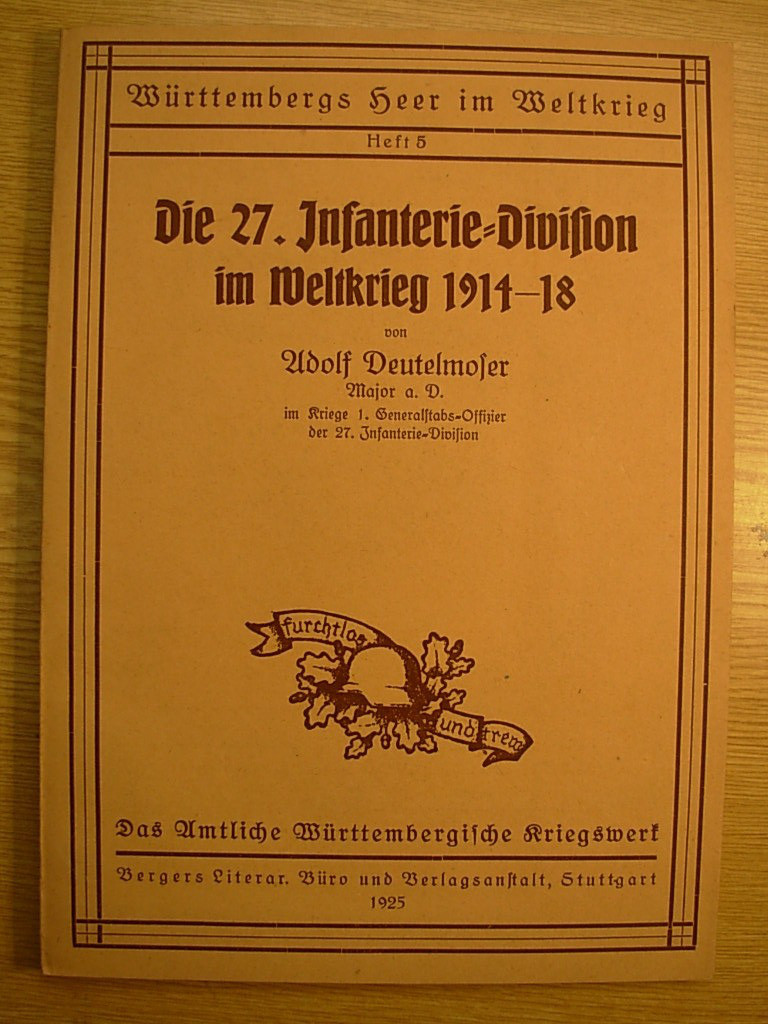 Württembergs Heer im Weltkrieg
Heft 5
Die 27. Infanterie-Division
im Weltkrieg 1914–18
von
Adolf Deutelmoser
Major a. D.
im Kriege 1. Generalstabs-Offizier
der 27. Infanterie-Division
furchtlos
und trew
Das Amtliche Württembergische Kriegswerk
Bergers Literar. Büro und Verlagsanstalt, Stuttgart
1925